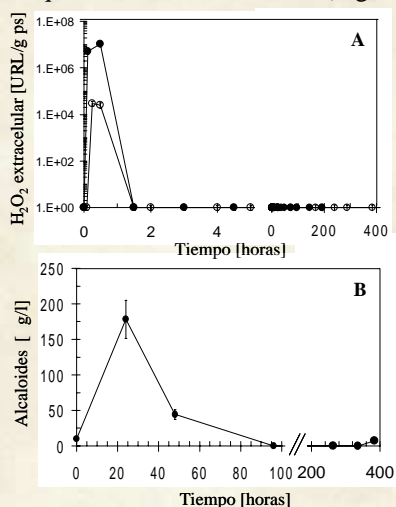 A
H₂O₂ extracelular [URL/g ps]
1.E+08
1.E+06
1.E+04
1.E+02
1.E+00
0 2 4 6 0 200 400
Tiempo [horas]
B
Alcaloides [ g/l]
250
200
150
100
50
0
0 20 40 60 80 100 200 400
Tiempo [horas]